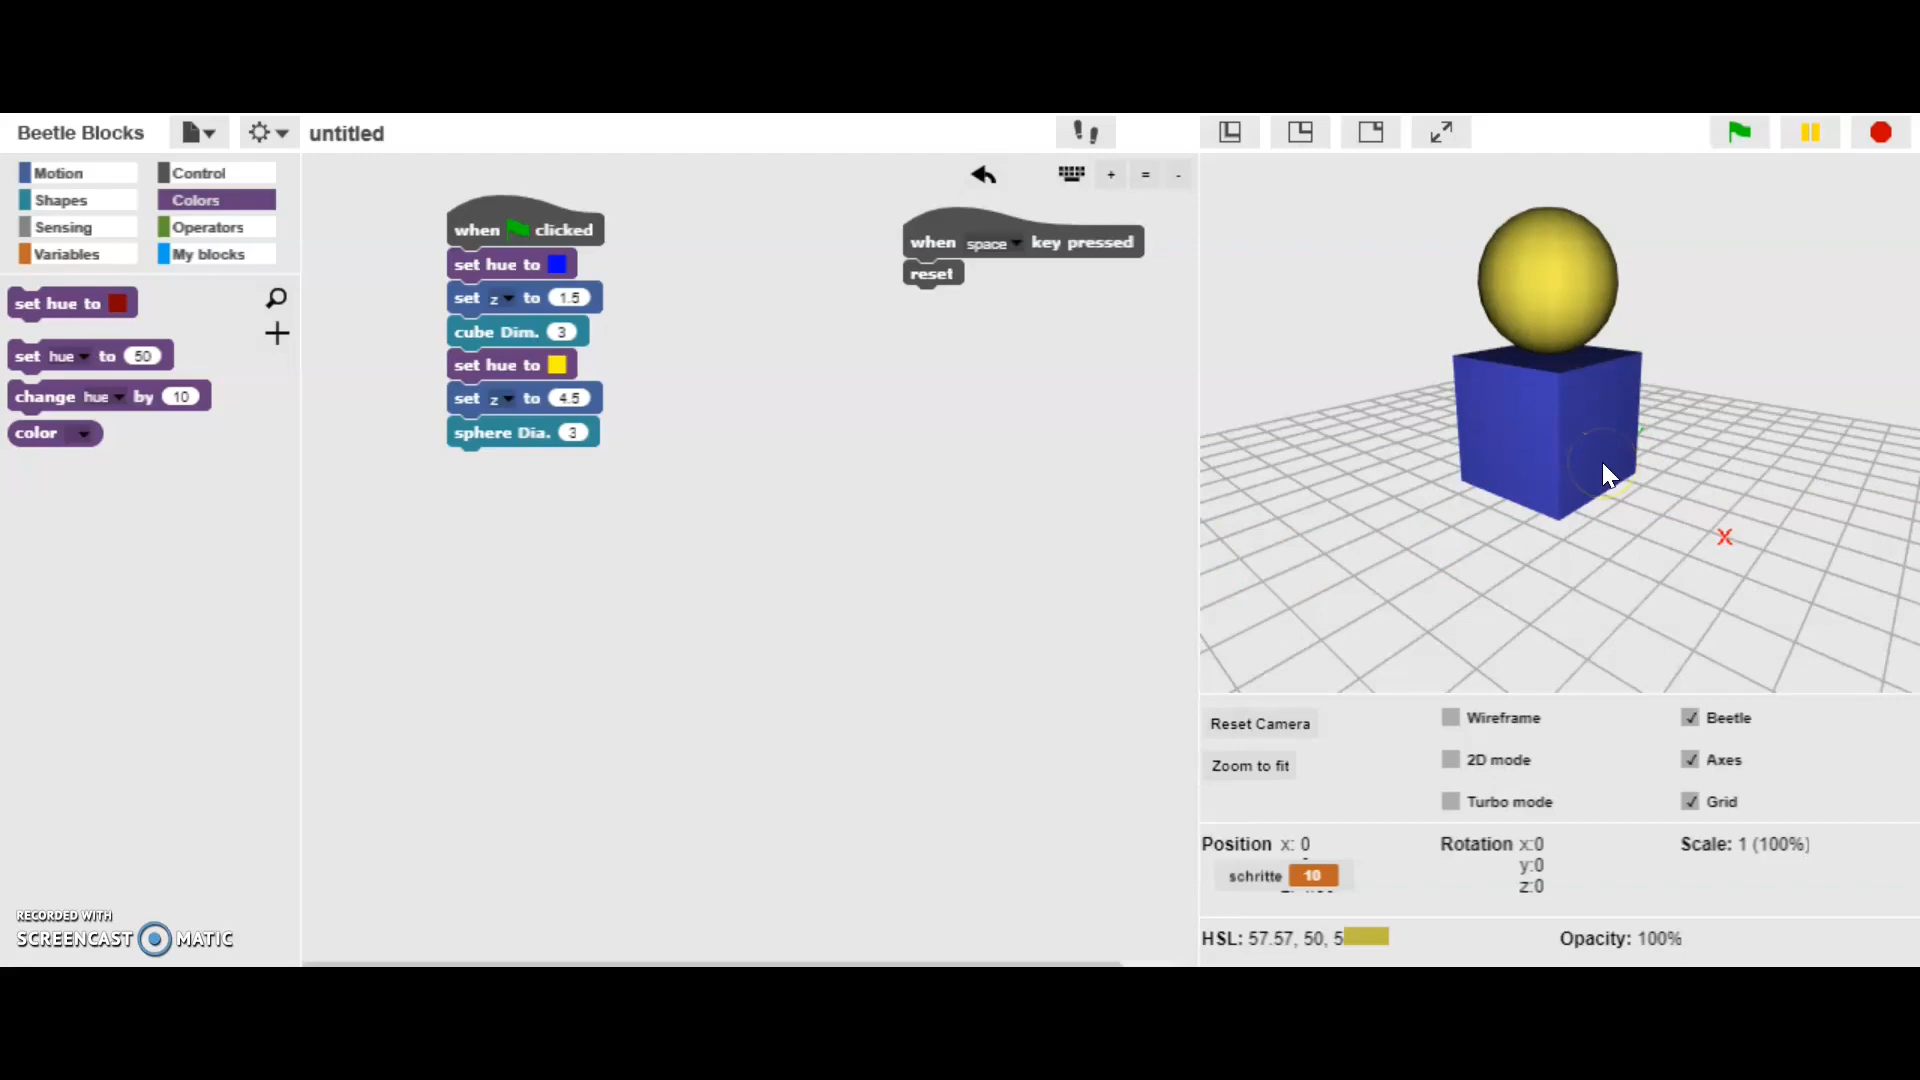 Beetle Blocks
untitled
Motion
Control
Shapes
Colors
Sensing
Operators
Variables
My blocks
set hue to
set hue to 50
change hue by 10
color
when clicked
set hue to
set z to 1.5
cube Dim. 3
set hue to
set z to 4.5
sphere Dia. 3
when space key pressed
reset
+ = -
X
Reset Camera
Zoom to fit
Wireframe
2D mode
Turbo mode
Beetle
Axes
Grid
Position x: 0
schritte 10
Rotation x:0
y:0
z:0
Scale: 1 (100%)
HSL: 57.57, 50, 5
Opacity: 100%
RECORDED WITH
SCREENCAST MATIC